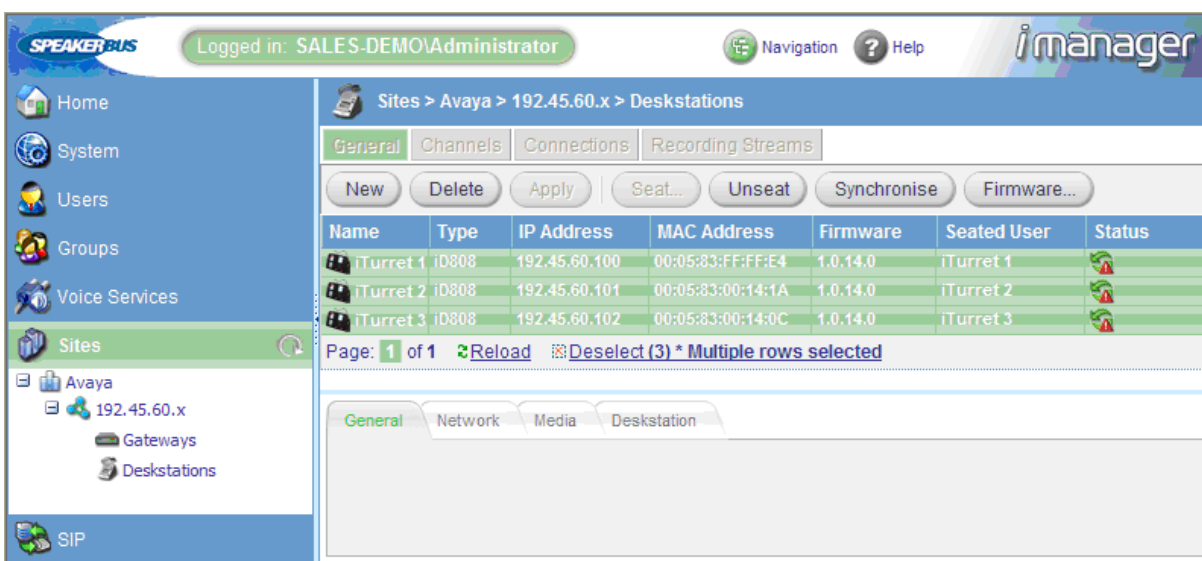 SPEAKERBUS
Logged in: SALES-DEMO\Administrator
Navigation
? Help
imanager
Home
System
Users
Groups
Voice Services
Sites
Avaya
192.45.60.x
Gateways
Deskstations
SIP
Sites > Avaya > 192.45.60.x > Deskstations
General Channels Connections Recording Streams
New Delete Apply Seat... Unseat Synchronise Firmware...
Name Type IP Address MAC Address Firmware Seated User Status
iTurret 1 iD808 192.45.60.100 00:05:83:FF:FF:E4 1.0.14.0 iTurret 1
iTurret 2 iD808 192.45.60.101 00:05:83:00:14:1A 1.0.14.0 iTurret 2
iTurret 3 iD808 192.45.60.102 00:05:83:00:14:0C 1.0.14.0 iTurret 3
Page: 1 of 1 Reload Deselect (3) * Multiple rows selected
General Network Media Deskstation